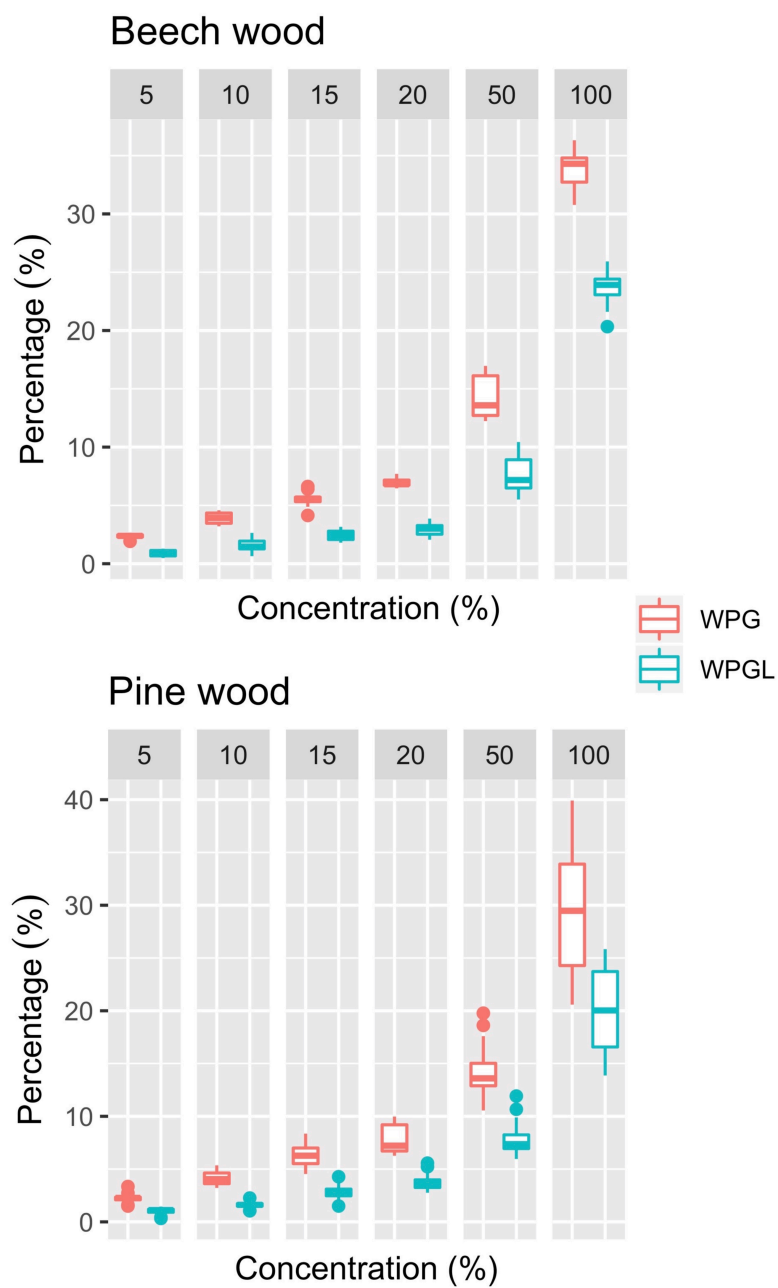 Beech wood
5 10 15 20 50 100
30
20
10
0
Percentage (%)
Concentration (%)
WPG
WPGL
Pine wood
5 10 15 20 50 100
40
30
20
10
0
Percentage (%)
Concentration (%)